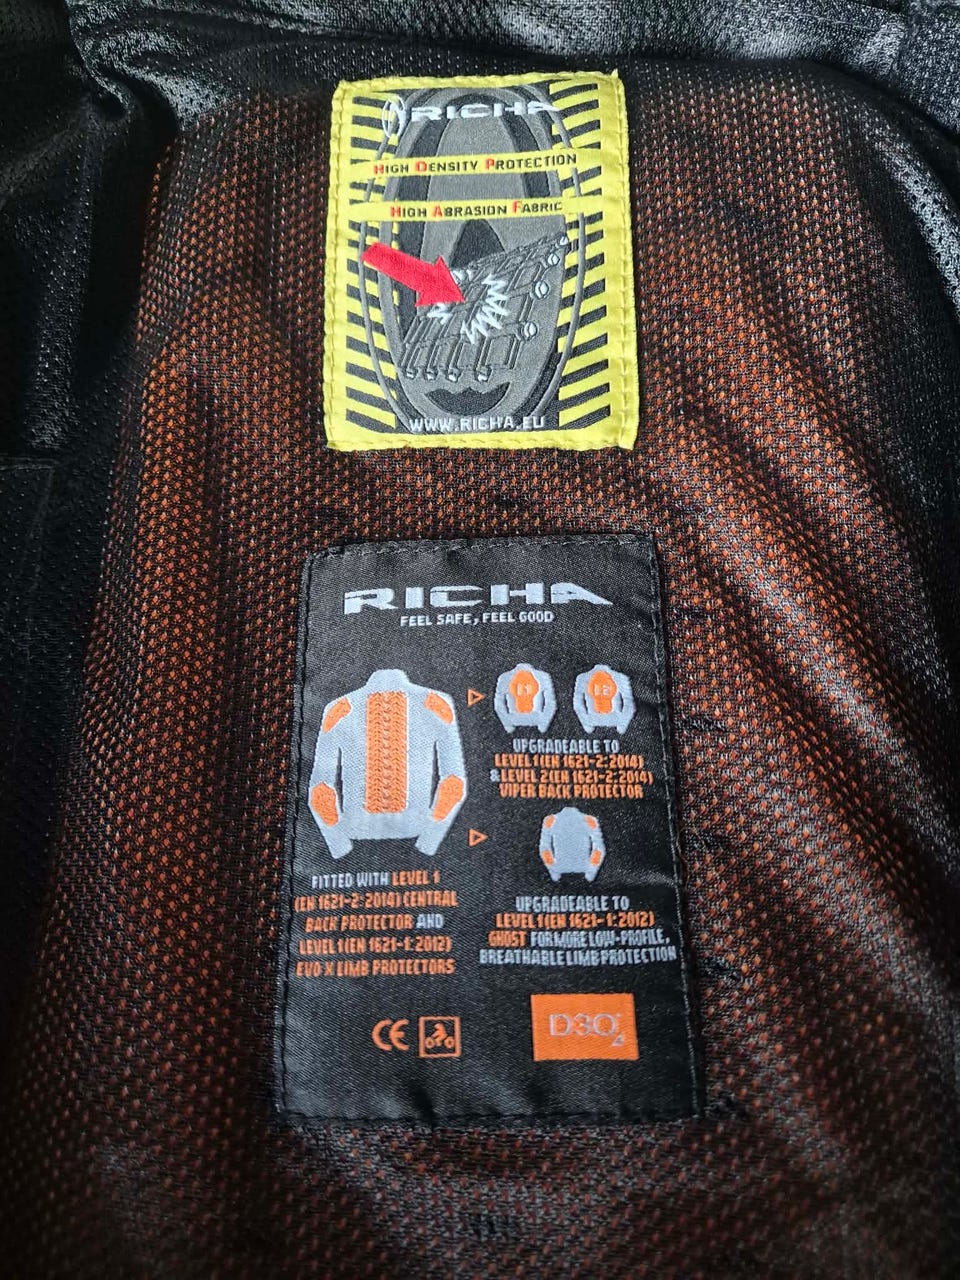 RICHA
HIGH DENSITY PROTECTION
HIGH ABRASION FABRIC
WWW.RICHA.EU
RICHA
FEEL SAFE, FEEL GOOD
FITTED WITH LEVEL 1
(EN 1621-2:2014) CENTRAL
BACK PROTECTOR AND
LEVEL 1 (EN 1621-1:2012)
EVO X LIMB PROTECTORS
L1
L2
UPGRADEABLE TO
LEVEL 1 (EN 1621-2:2014)
& LEVEL 2 (EN 1621-2:2014)
VIPER BACK PROTECTOR
UPGRADEABLE TO
LEVEL 1 (EN 1621-1:2012)
GHOST FOR MORE LOW-PROFILE,
BREATHABLE LIMB PROTECTION
CE
D3O